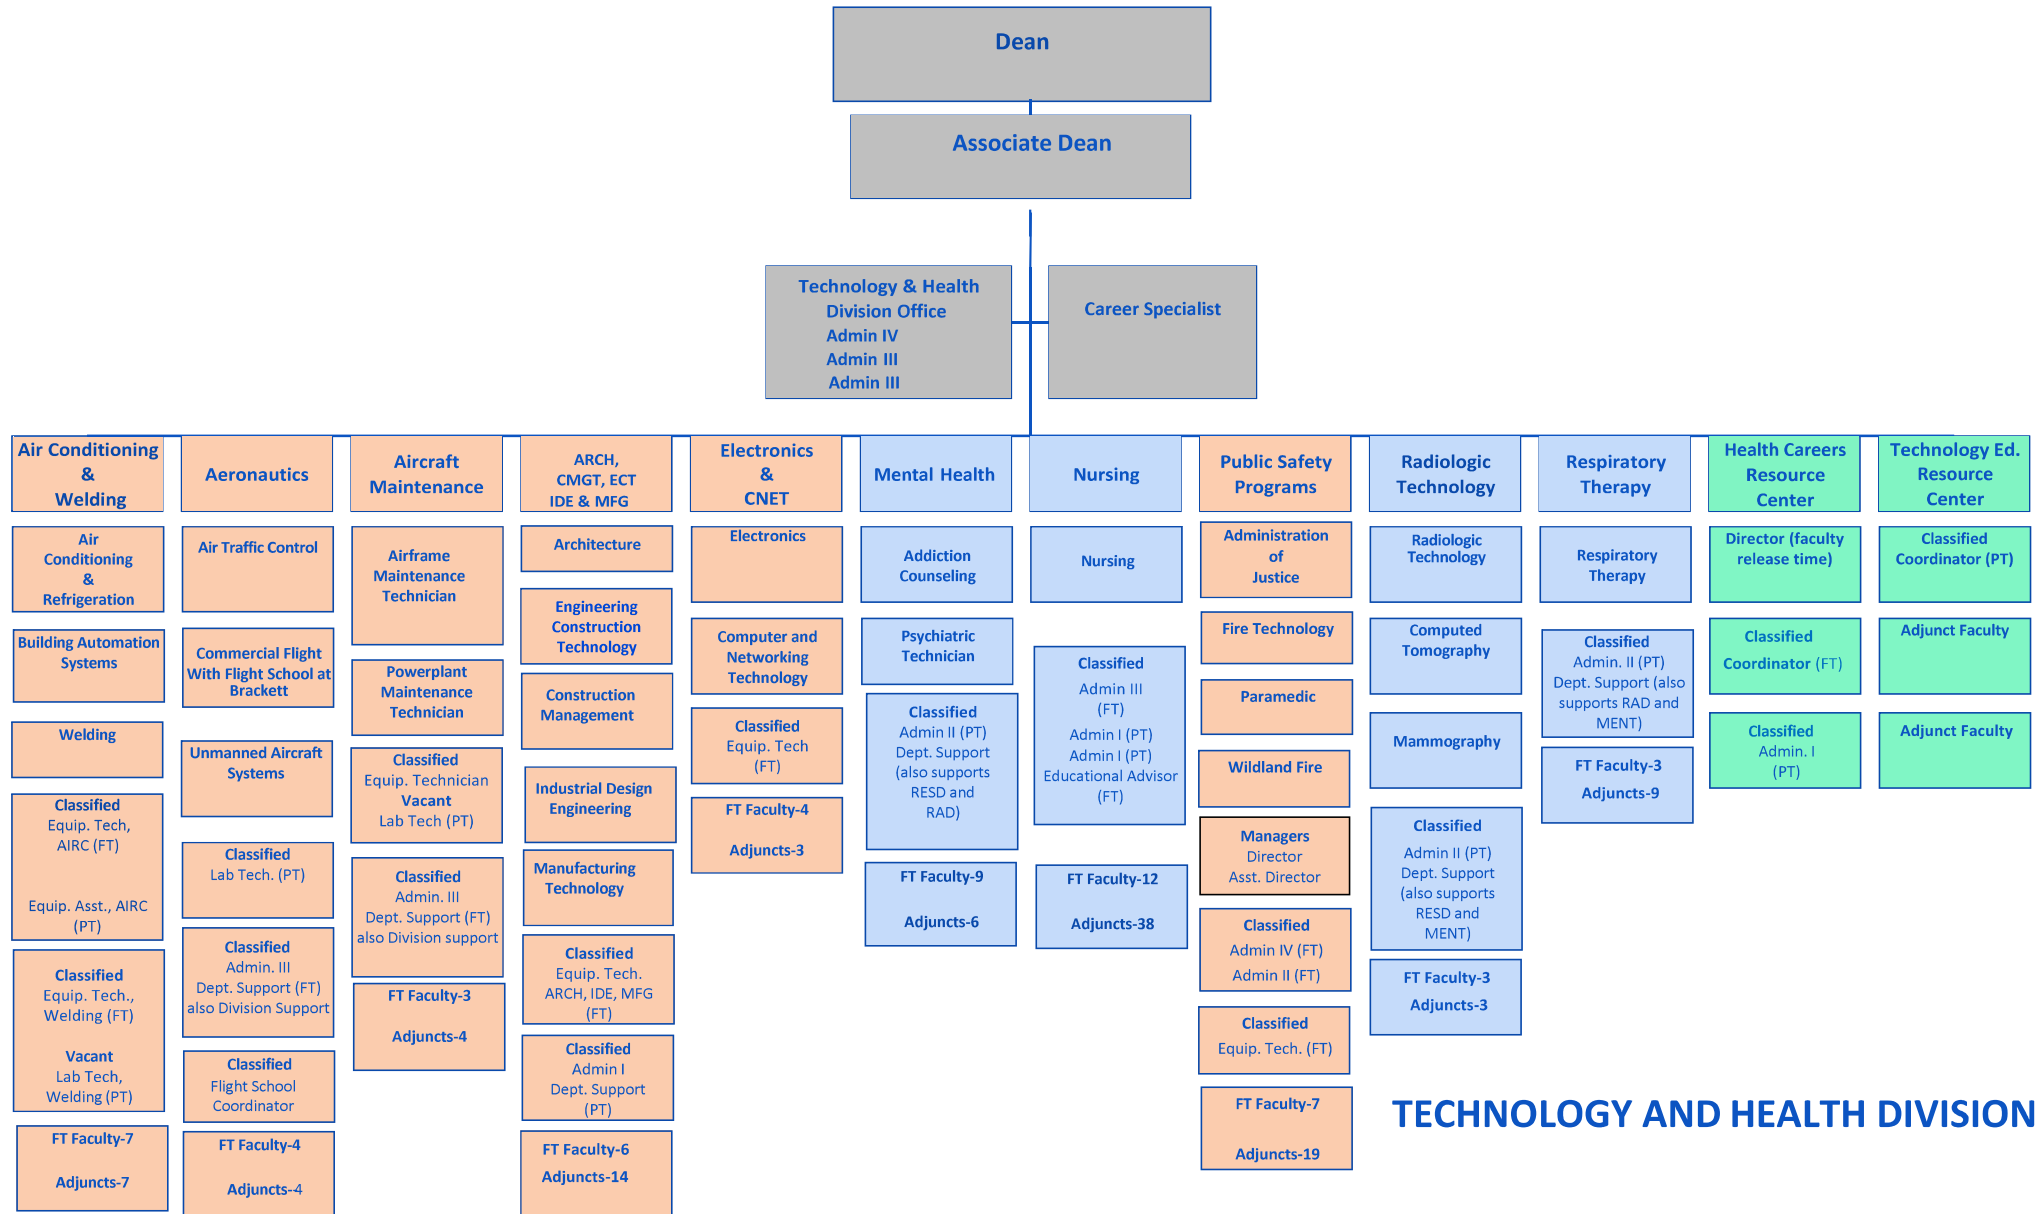 Dean
Associate Dean
Technology & Health
Division Office
Admin IV
Admin III
Admin III
Career Specialist
Air Conditioning
&
Welding
Air
Conditioning
&
Refrigeration
Building Automation
Systems
Welding
Classified
Equip. Tech,
AIRC (FT)
Equip. Asst., AIRC
(PT)
Classified
Equip. Tech.,
Welding (FT)
Vacant
Lab Tech,
Welding (PT)
FT Faculty-7
Adjuncts-7
Aeronautics
Air Traffic Control
Commercial Flight
With Flight School at
Brackett
Unmanned Aircraft
Systems
Classified
Lab Tech. (PT)
Classified
Admin. III
Dept. Support (FT)
also Division Support
Classified
Flight School
Coordinator
FT Faculty-4
Adjuncts-4
Aircraft
Maintenance
Airframe
Maintenance
Technician
Powerplant
Maintenance
Technician
Classified
Equip. Technician
Vacant
Lab Tech (PT)
Classified
Admin. III
Dept. Support (FT)
also Division support
FT Faculty-3
Adjuncts-4
ARCH,
CMGT, ECT
IDE & MFG
Architecture
Engineering
Construction
Technology
Construction
Management
Industrial Design
Engineering
Manufacturing
Technology
Classified
Equip. Tech.
ARCH, IDE, MFG
(FT)
Classified
Admin I
Dept. Support
(PT)
FT Faculty-6
Adjuncts-14
Electronics
&
CNET
Electronics
Computer and
Networking
Technology
Classified
Equip. Tech
(FT)
FT Faculty-4
Adjuncts-3
Mental Health
Addiction
Counseling
Psychiatric
Technician
Classified
Admin II (PT)
Dept. Support
(also supports
RESD and
RAD)
FT Faculty-9
Adjuncts-6
Nursing
Nursing
Classified
Admin III
(FT)
Admin I (PT)
Admin I (PT)
Educational Advisor
(FT)
FT Faculty-12
Adjuncts-38
Public Safety
Programs
Administration
of
Justice
Fire Technology
Paramedic
Wildland Fire
Managers
Director
Asst. Director
Classified
Admin IV (FT)
Admin II (FT)
Classified
Equip. Tech. (FT)
FT Faculty-7
Adjuncts-19
Radiologic
Technology
Radiologic
Technology
Computed
Tomography
Mammography
Classified
Admin II (PT)
Dept. Support
(also supports
RESD and
MENT)
FT Faculty-3
Adjuncts-3
Respiratory
Therapy
Respiratory
Therapy
Classified
Admin. II (PT)
Dept. Support (also
supports RAD and
MENT)
FT Faculty-3
Adjuncts-9
Health Careers
Resource
Center
Director (faculty
release time)
Classified
Coordinator (FT)
Classified
Admin. I
(PT)
Technology Ed.
Resource
Center
Classified
Coordinator (PT)
Adjunct Faculty
Adjunct Faculty
TECHNOLOGY AND HEALTH DIVISION